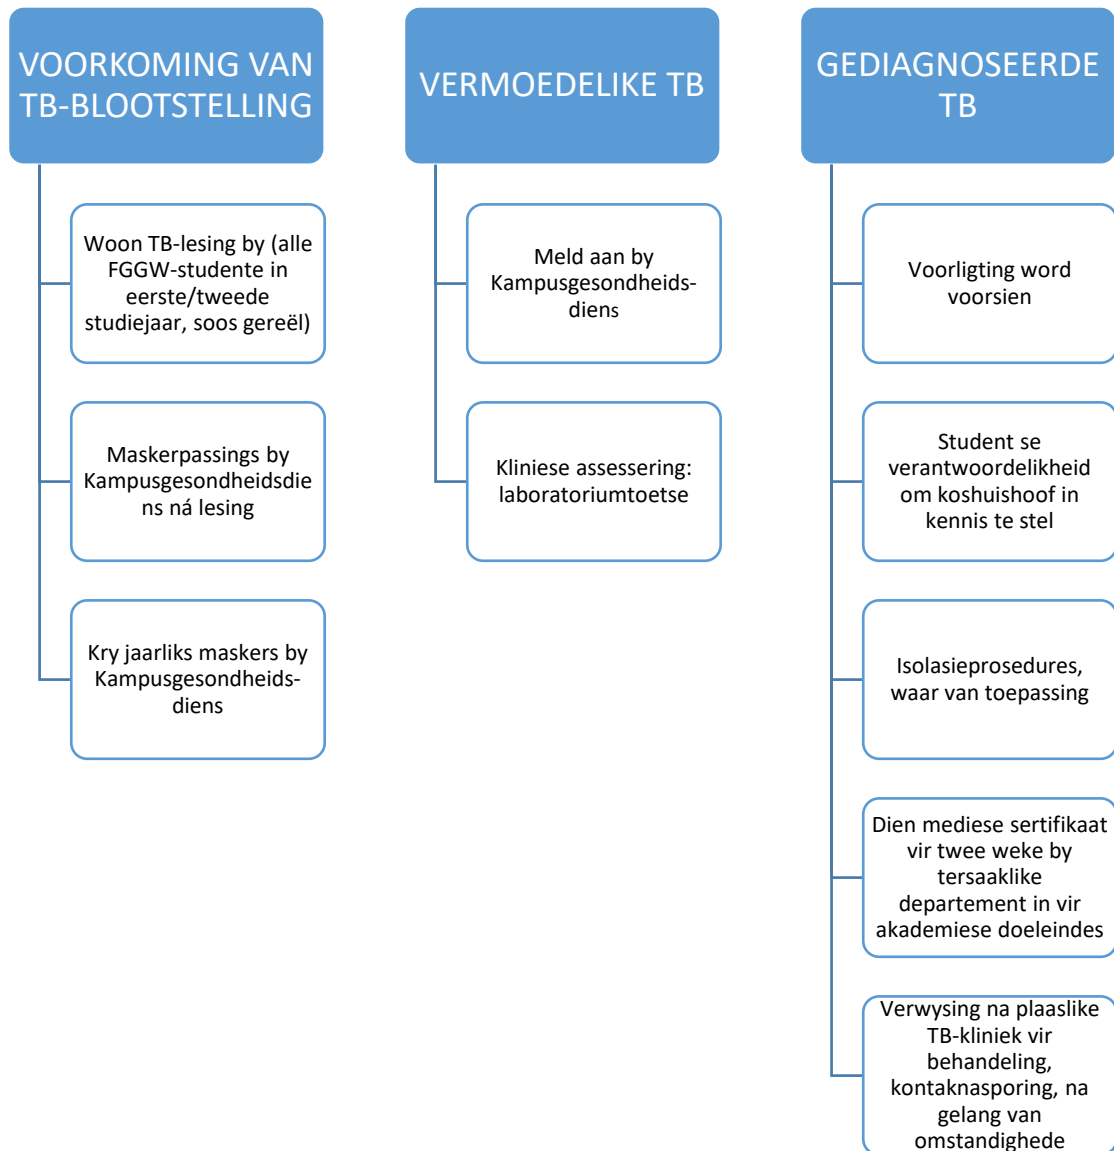 VOORKOMING VAN
TB-BLOOTSTELLING
Woon TB-lesing by (alle
FGGW-studente in
eerste/tweede
studiejaar, soos gereël)
Maskerpassings by
Kampusgesondheidsdie
ns ná lesing
Kry jaarliks maskers by
Kampusgesondheids-
diens
VERMOEDELIKE TB
Meld aan by
Kampusgesondheids-
diens
Kliniese assessering:
laboratoriumtoetse
GEDIAGNOSEERDE
TB
Voorligting word
voorsien
Student se
verantwoordelikheid
om koshuishoof in
kennis te stel
Isolasieprosedures,
waar van toepassing
Dien mediese sertifikaat
vir twee weke by
tersaaklike
departement in vir
akademiese doeleindes
Verwysing na plaaslike
TB-kliniek vir
behandeling,
kontaknasporing, na
gelang van
omstandighede